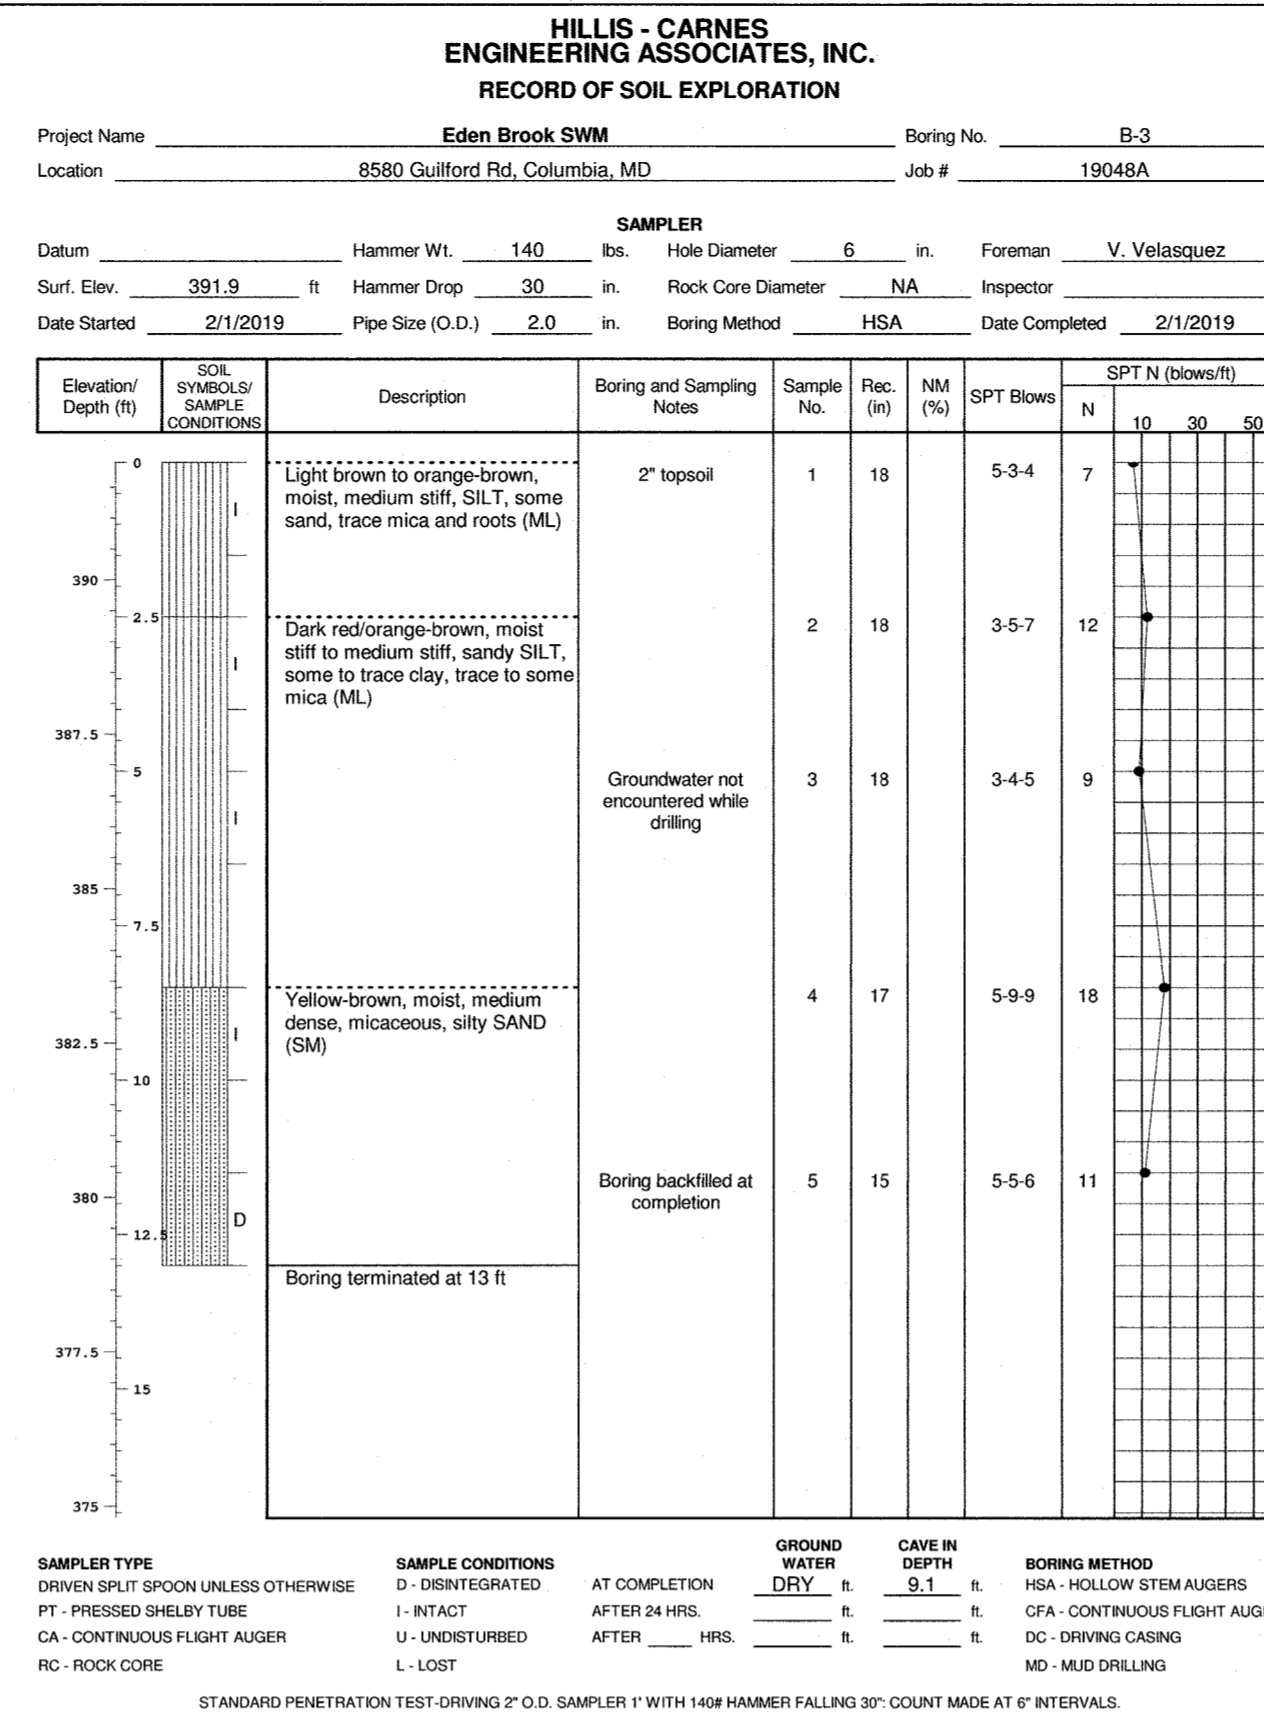 HILLIS - CARNES
ENGINEERING ASSOCIATES, INC.
RECORD OF SOIL EXPLORATION
Project Name Eden Brook SWM Boring No. B-3
Location 8580 Guilford Rd, Columbia, MD Job # 19048A
SAMPLER
Datum Hammer Wt. 140 lbs. Hole Diameter 6 in. Foreman V. Velasquez
Surf. Elev. 391.9 ft Hammer Drop 30 in. Rock Core Diameter NA Inspector
Date Started 2/1/2019 Pipe Size (O.D.) 2.0 in. Boring Method HSA Date Completed 2/1/2019
Elevation/
Depth (ft)
SOIL
SYMBOLS/
SAMPLE
CONDITIONS
Description
Boring and Sampling
Notes
Sample
No.
Rec.
(in)
NM
(%)
SPT Blows
SPT N (blows/ft)
N
10 30 50
0
Light brown to orange-brown,
moist, medium stiff, SILT, some
sand, trace mica and roots (ML)
I
2" topsoil 1 18 5-3-4 7
390
2.5
Dark red/orange-brown, moist
stiff to medium stiff, sandy SILT,
some to trace clay, trace to some
mica (ML)
I
2 18 3-5-7 12
387.5
5
I
Groundwater not
encountered while
drilling
3 18 3-4-5 9
385
7.5
Yellow-brown, moist, medium
dense, micaceous, silty SAND
(SM)
I
4 17 5-9-9 18
382.5
10
Boring backfilled at
completion
5 15 5-5-6 11
380
D
12.5
Boring terminated at 13 ft
377.5
15
375
SAMPLER TYPE
DRIVEN SPLIT SPOON UNLESS OTHERWISE
PT - PRESSED SHELBY TUBE
CA - CONTINUOUS FLIGHT AUGER
RC - ROCK CORE
SAMPLE CONDITIONS
D - DISINTEGRATED
I - INTACT
U - UNDISTURBED
L - LOST
GROUND
WATER
CAVE IN
DEPTH
AT COMPLETION DRY ft. 9.1 ft.
AFTER 24 HRS. ft. ft.
AFTER HRS. ft. ft.
BORING METHOD
HSA - HOLLOW STEM AUGERS
CFA - CONTINUOUS FLIGHT AUG
DC - DRIVING CASING
MD - MUD DRILLING
STANDARD PENETRATION TEST-DRIVING 2" O.D. SAMPLER 1' WITH 140# HAMMER FALLING 30": COUNT MADE AT 6" INTERVALS.